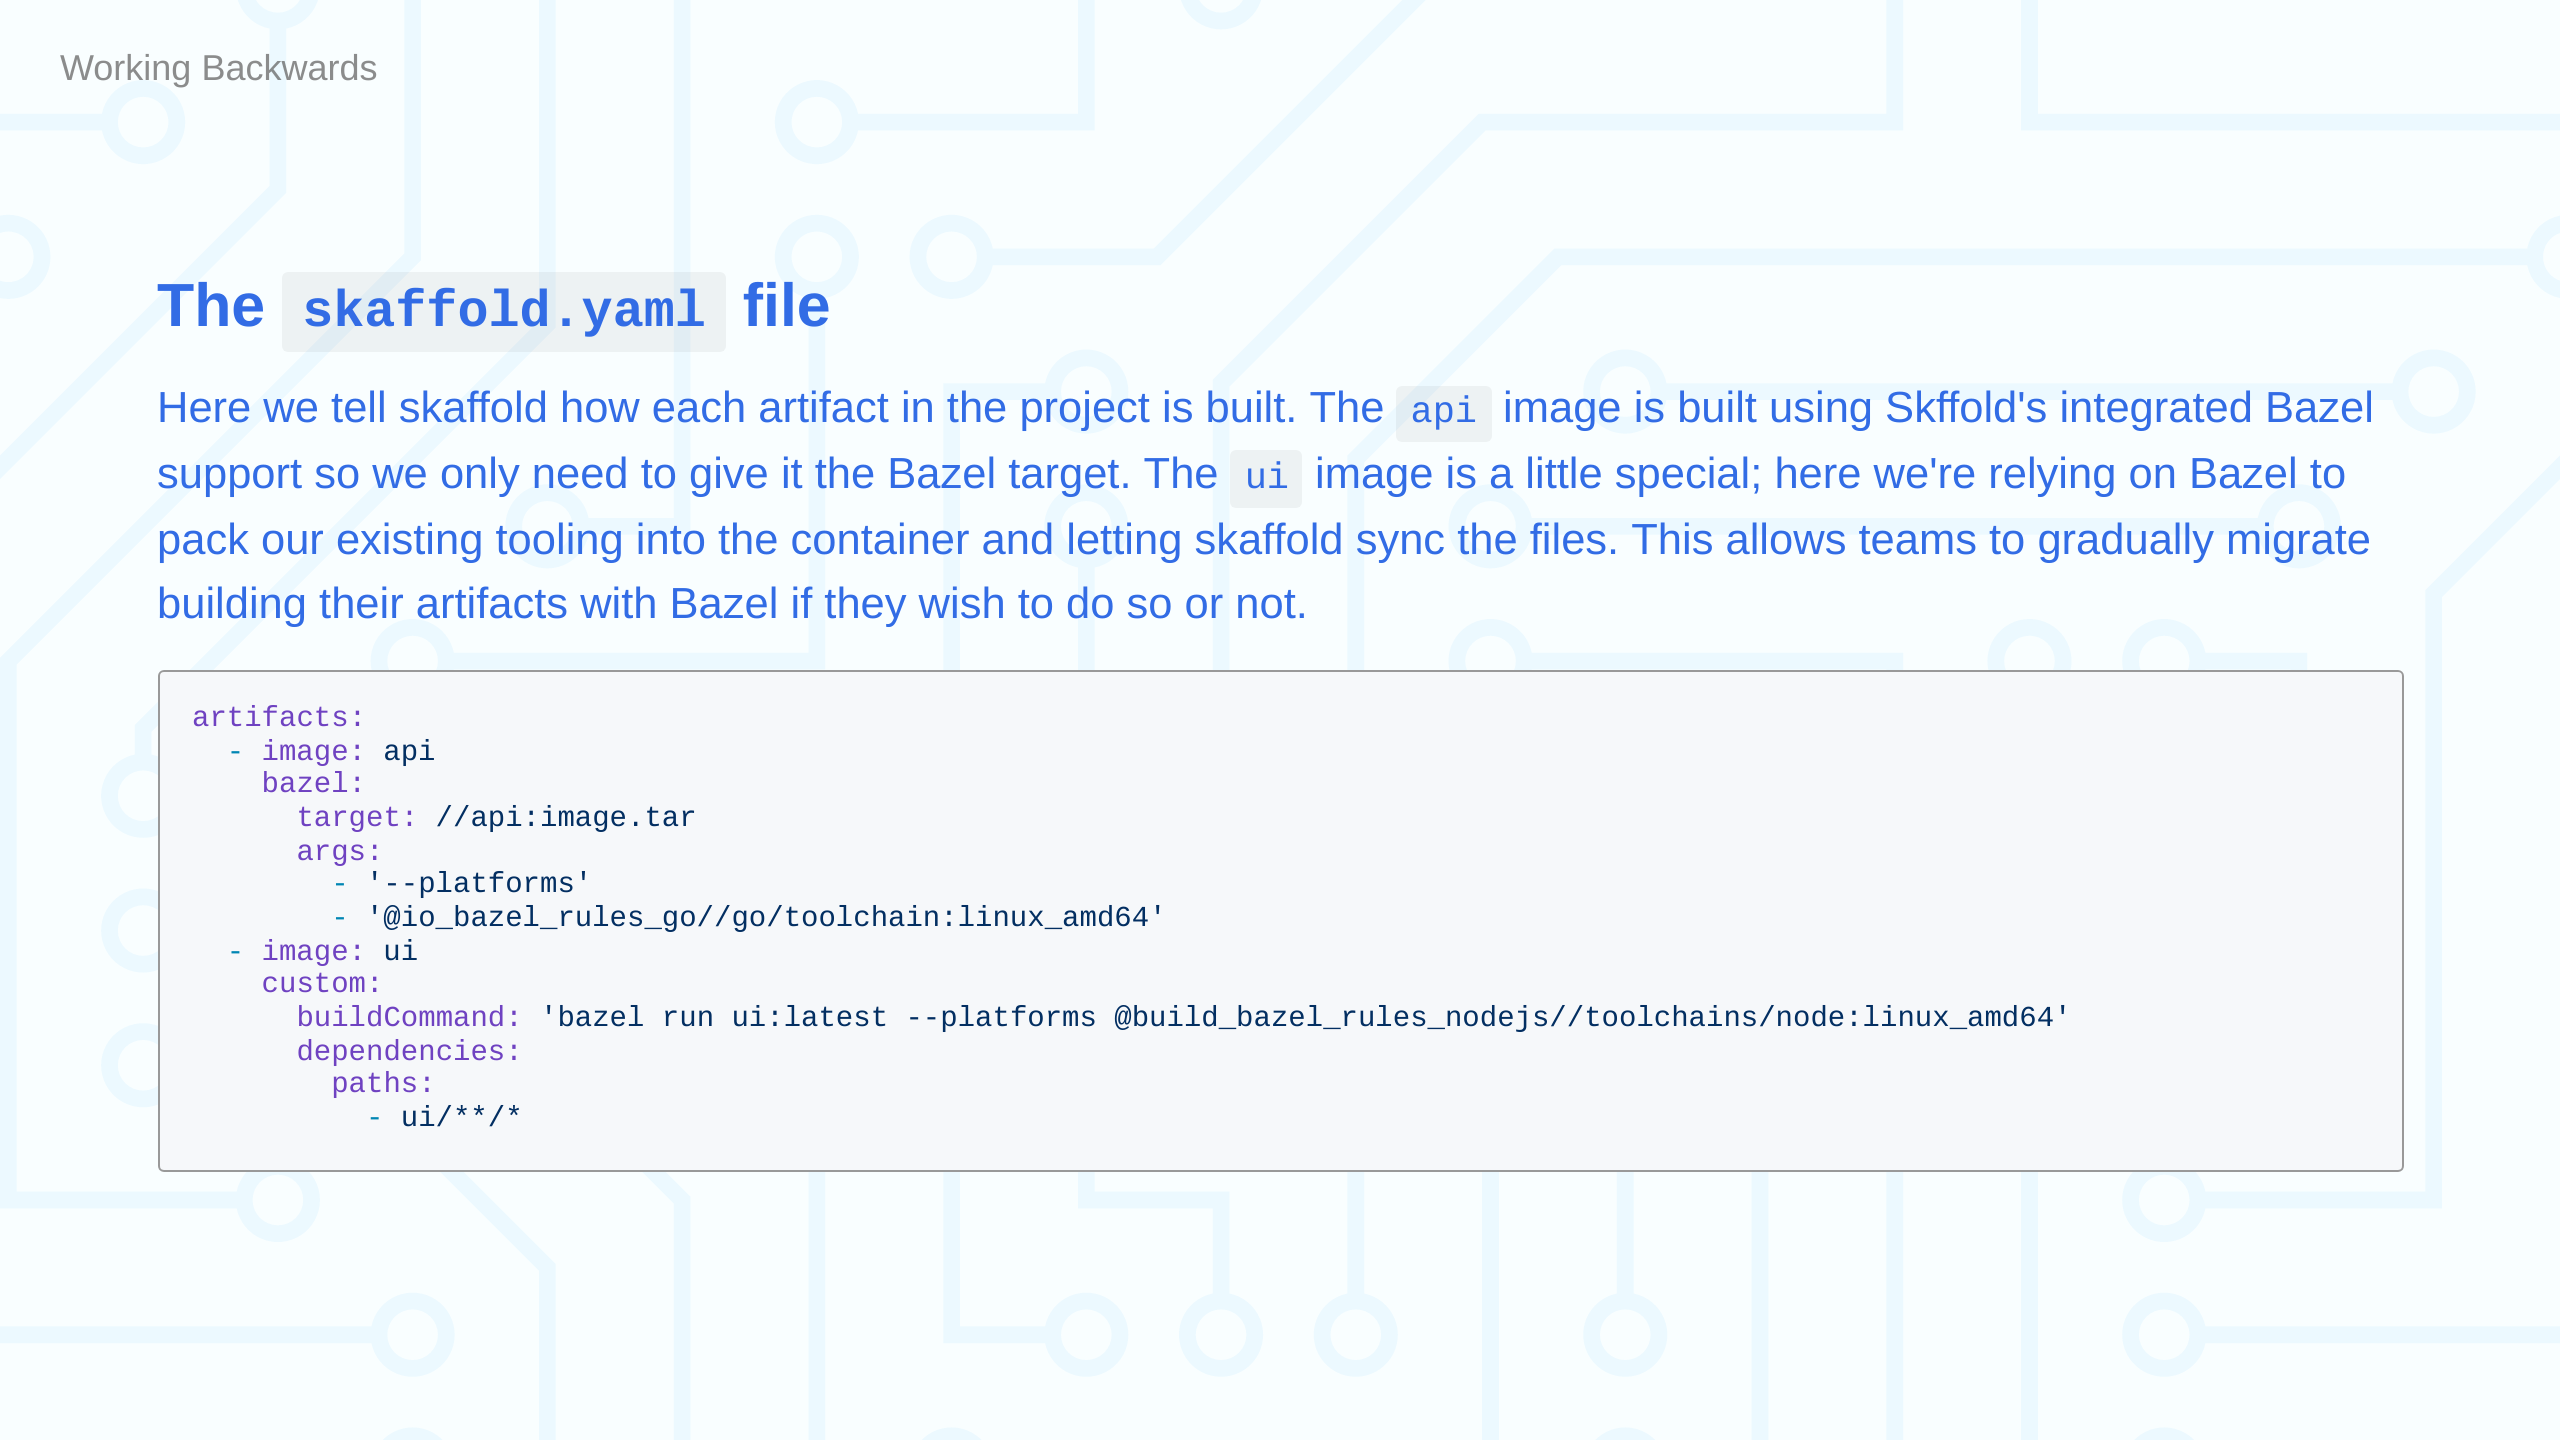 Working Backwards
The skaffold.yaml file
Here we tell skaffold how each artifact in the project is built. The api image is built using Skffold's integrated Bazel
support so we only need to give it the Bazel target. The ui image is a little special; here we're relying on Bazel to
pack our existing tooling into the container and letting skaffold sync the files. This allows teams to gradually migrate
building their artifacts with Bazel if they wish to do so or not.
artifacts:
  - image: api
    bazel:
      target: //api:image.tar
      args:
        - '--platforms'
        - '@io_bazel_rules_go//go/toolchain:linux_amd64'
  - image: ui
    custom:
      buildCommand: 'bazel run ui:latest --platforms @build_bazel_rules_nodejs//toolchains/node:linux_amd64'
      dependencies:
        paths:
          - ui/**/*